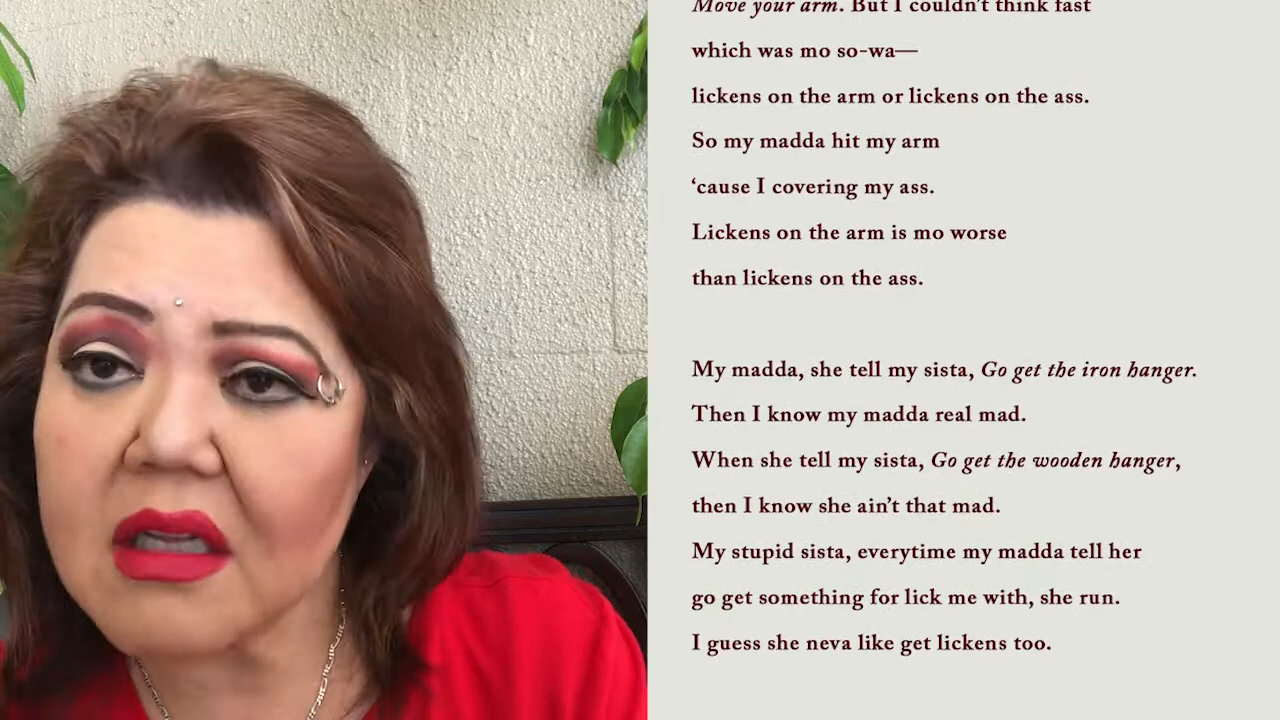 Move your arm. But I couldn't think fast
which was mo so-wa—
lickens on the arm or lickens on the ass.
So my madda hit my arm
‘cause I covering my ass.
Lickens on the arm is mo worse
than lickens on the ass.
My madda, she tell my sista, Go get the iron hanger.
Then I know my madda real mad.
When she tell my sista, Go get the wooden hanger,
then I know she ain’t that mad.
My stupid sista, everytime my madda tell her
go get something for lick me with, she run.
I guess she neva like get lickens too.